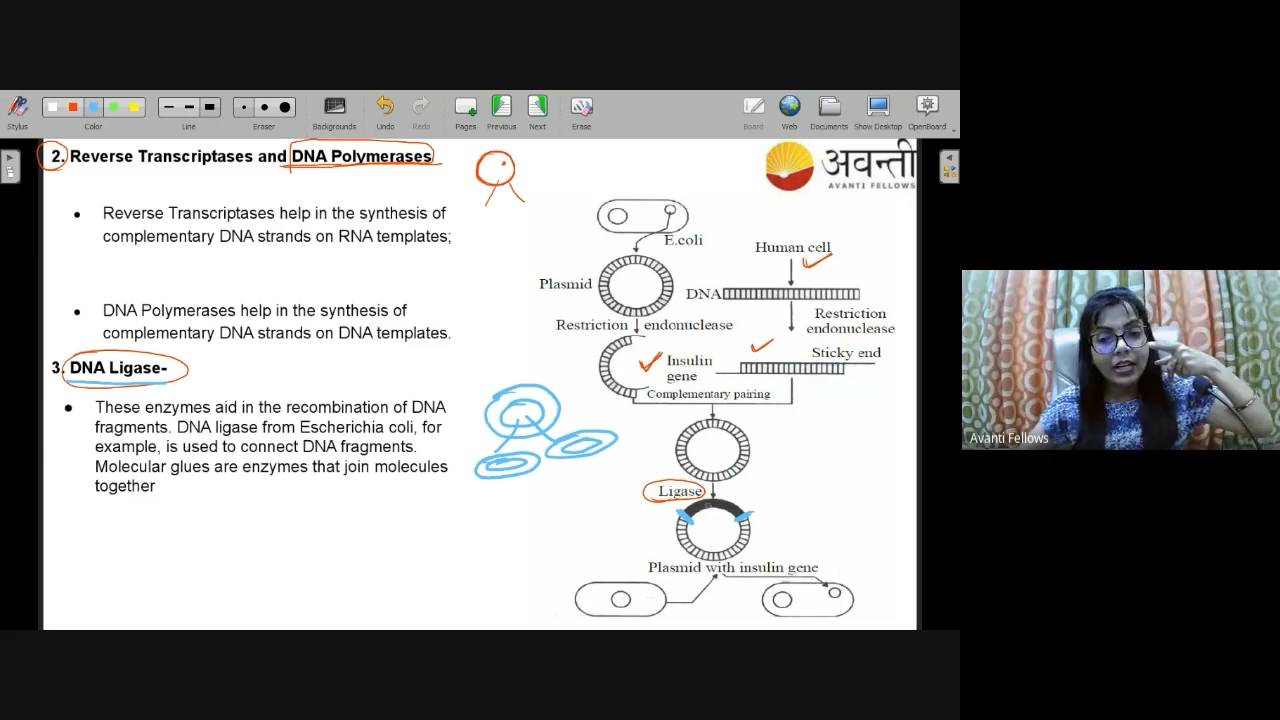 Stylus
Color
Line
Eraser
Backgrounds
Undo
Redo
Pages
Previous
Next
Erase
Board
Web
Documents
Show Desktop
OpenBoard
2. Reverse Transcriptases and DNA Polymerases
Reverse Transcriptases help in the synthesis of
complementary DNA strands on RNA templates;
DNA Polymerases help in the synthesis of
complementary DNA strands on DNA templates.
3. DNA Ligase-
These enzymes aid in the recombination of DNA
fragments. DNA ligase from Escherichia coli, for
example, is used to connect DNA fragments.
Molecular glues are enzymes that join molecules
together
अवन्ती
AVANTI FELLOWS
E.coli
Human cell
Plasmid
DNA
Restriction endonuclease
Restriction
endonuclease
Insulin
gene
Sticky end
Complementary pairing
Ligase
Plasmid with insulin gene
Avanti Fellows